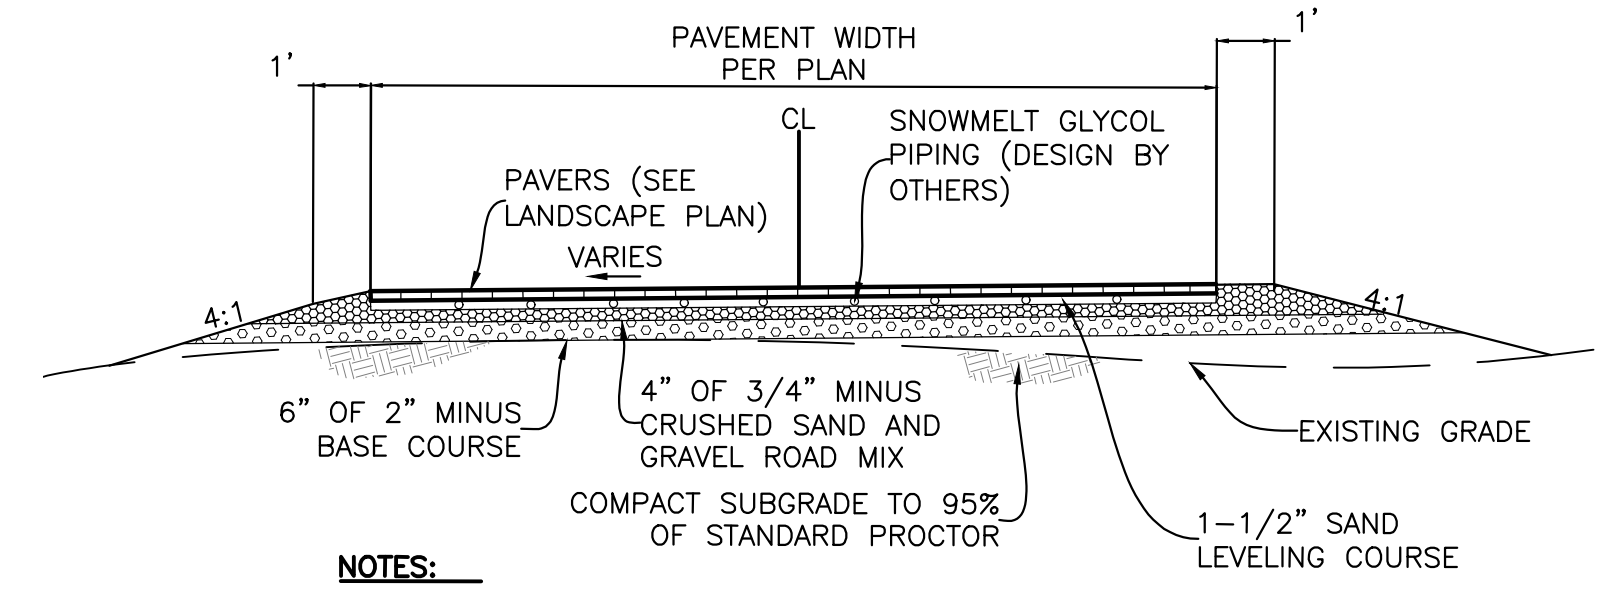 1'
PAVEMENT WIDTH
PER PLAN
1'
CL
SNOWMELT GLYCOL
PIPING (DESIGN BY
OTHERS)
PAVERS (SEE
LANDSCAPE PLAN)
VARIES
4:1
4:1
6" OF 2" MINUS
BASE COURSE
4" OF 3/4" MINUS
CRUSHED SAND AND
GRAVEL ROAD MIX
EXISTING GRADE
COMPACT SUBGRADE TO 95%
OF STANDARD PROCTOR
1-1/2" SAND
LEVELING COURSE
NOTES: